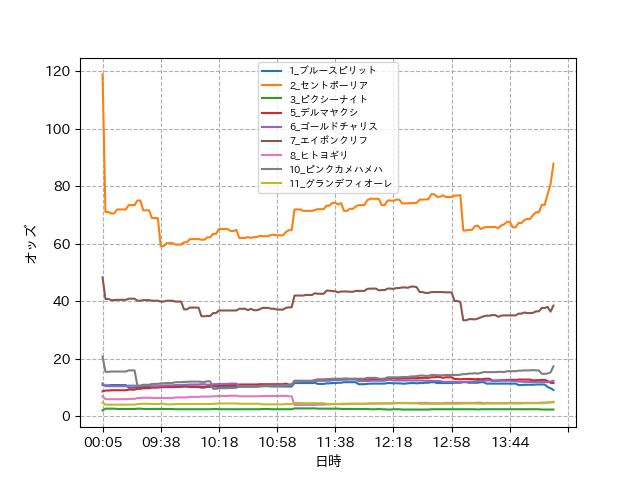 オッズ
120
100
80
60
40
20
0
1_ブルースピリット
2_セントポーリア
3_ピクシーナイト
5_デルマヤクシ
6_ゴールドチャリス
7_エイボンクリフ
8_ヒトヨギリ
10_ピンクカメハメハ
11_グランデフィオーレ
00:05 09:38 10:18 10:58 11:38 12:18 12:58 13:44
日時